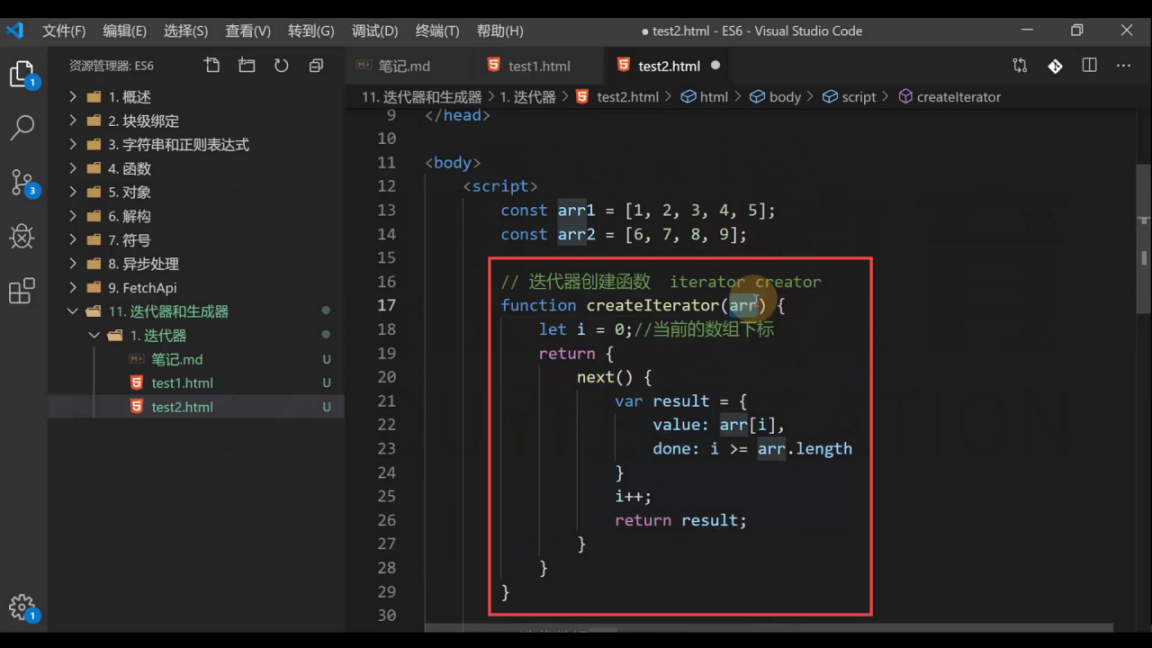 文件(F) 编辑(E) 选择(S) 查看(V) 转到(G) 调试(D) 终端(T) 帮助(H) ● test2.html - ES6 - Visual Studio Code
资源管理器: ES6
笔记.md test1.html test2.html ●
11. 迭代器和生成器 > 1. 迭代器 > test2.html > html > body > script > createIterator
1. 概述
2. 块级绑定
3. 字符串和正则表达式
4. 函数
5. 对象
6. 解构
7. 符号
8. 异步处理
9. FetchApi
11. 迭代器和生成器
1. 迭代器
笔记.md U
test1.html U
test2.html U
1
3
1
9 </head>
10
11 <body>
12 <script>
13 const arr1 = [1, 2, 3, 4, 5];
14 const arr2 = [6, 7, 8, 9];
15
16 // 迭代器创建函数 iterator creator
17 function createIterator(arr) {
18 let i = 0;//当前的数组下标
19 return {
20 next() {
21 var result = {
22 value: arr[i],
23 done: i >= arr.length
24 }
25 i++;
26 return result;
27 }
28 }
29 }
30